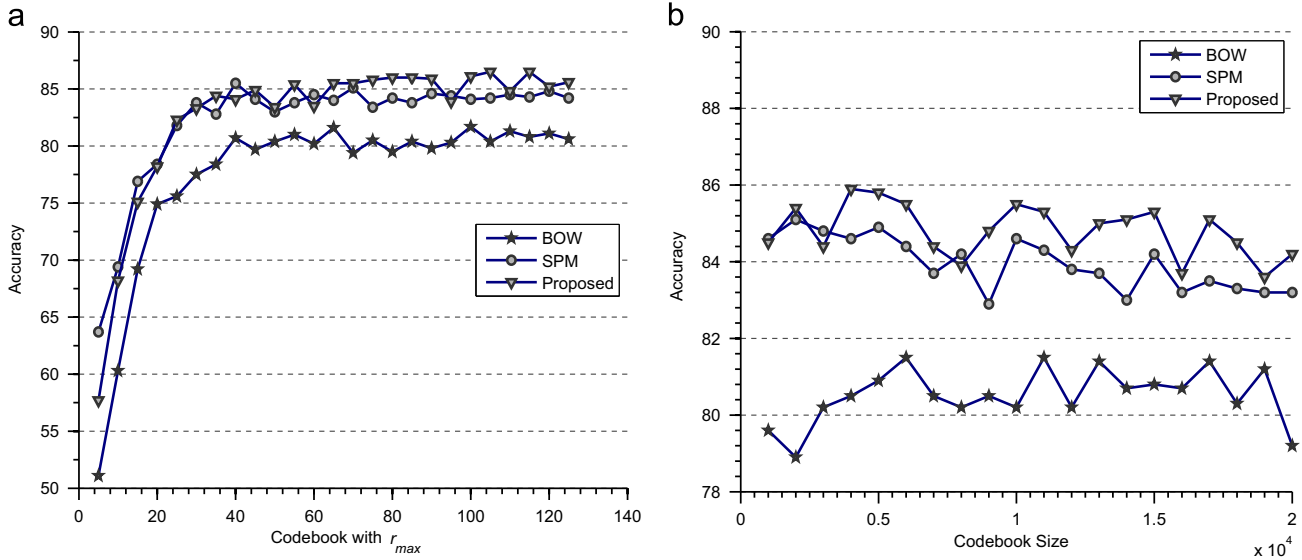 a
90
85
80
75
70
65
60
55
50
Accuracy
0 20 40 60 80 100 120 140
Codebook with r_max
BOW
SPM
Proposed
b
90
88
86
84
82
80
78
Accuracy
0 0.5 1 1.5 2
x 10⁴
Codebook Size
BOW
SPM
Proposed